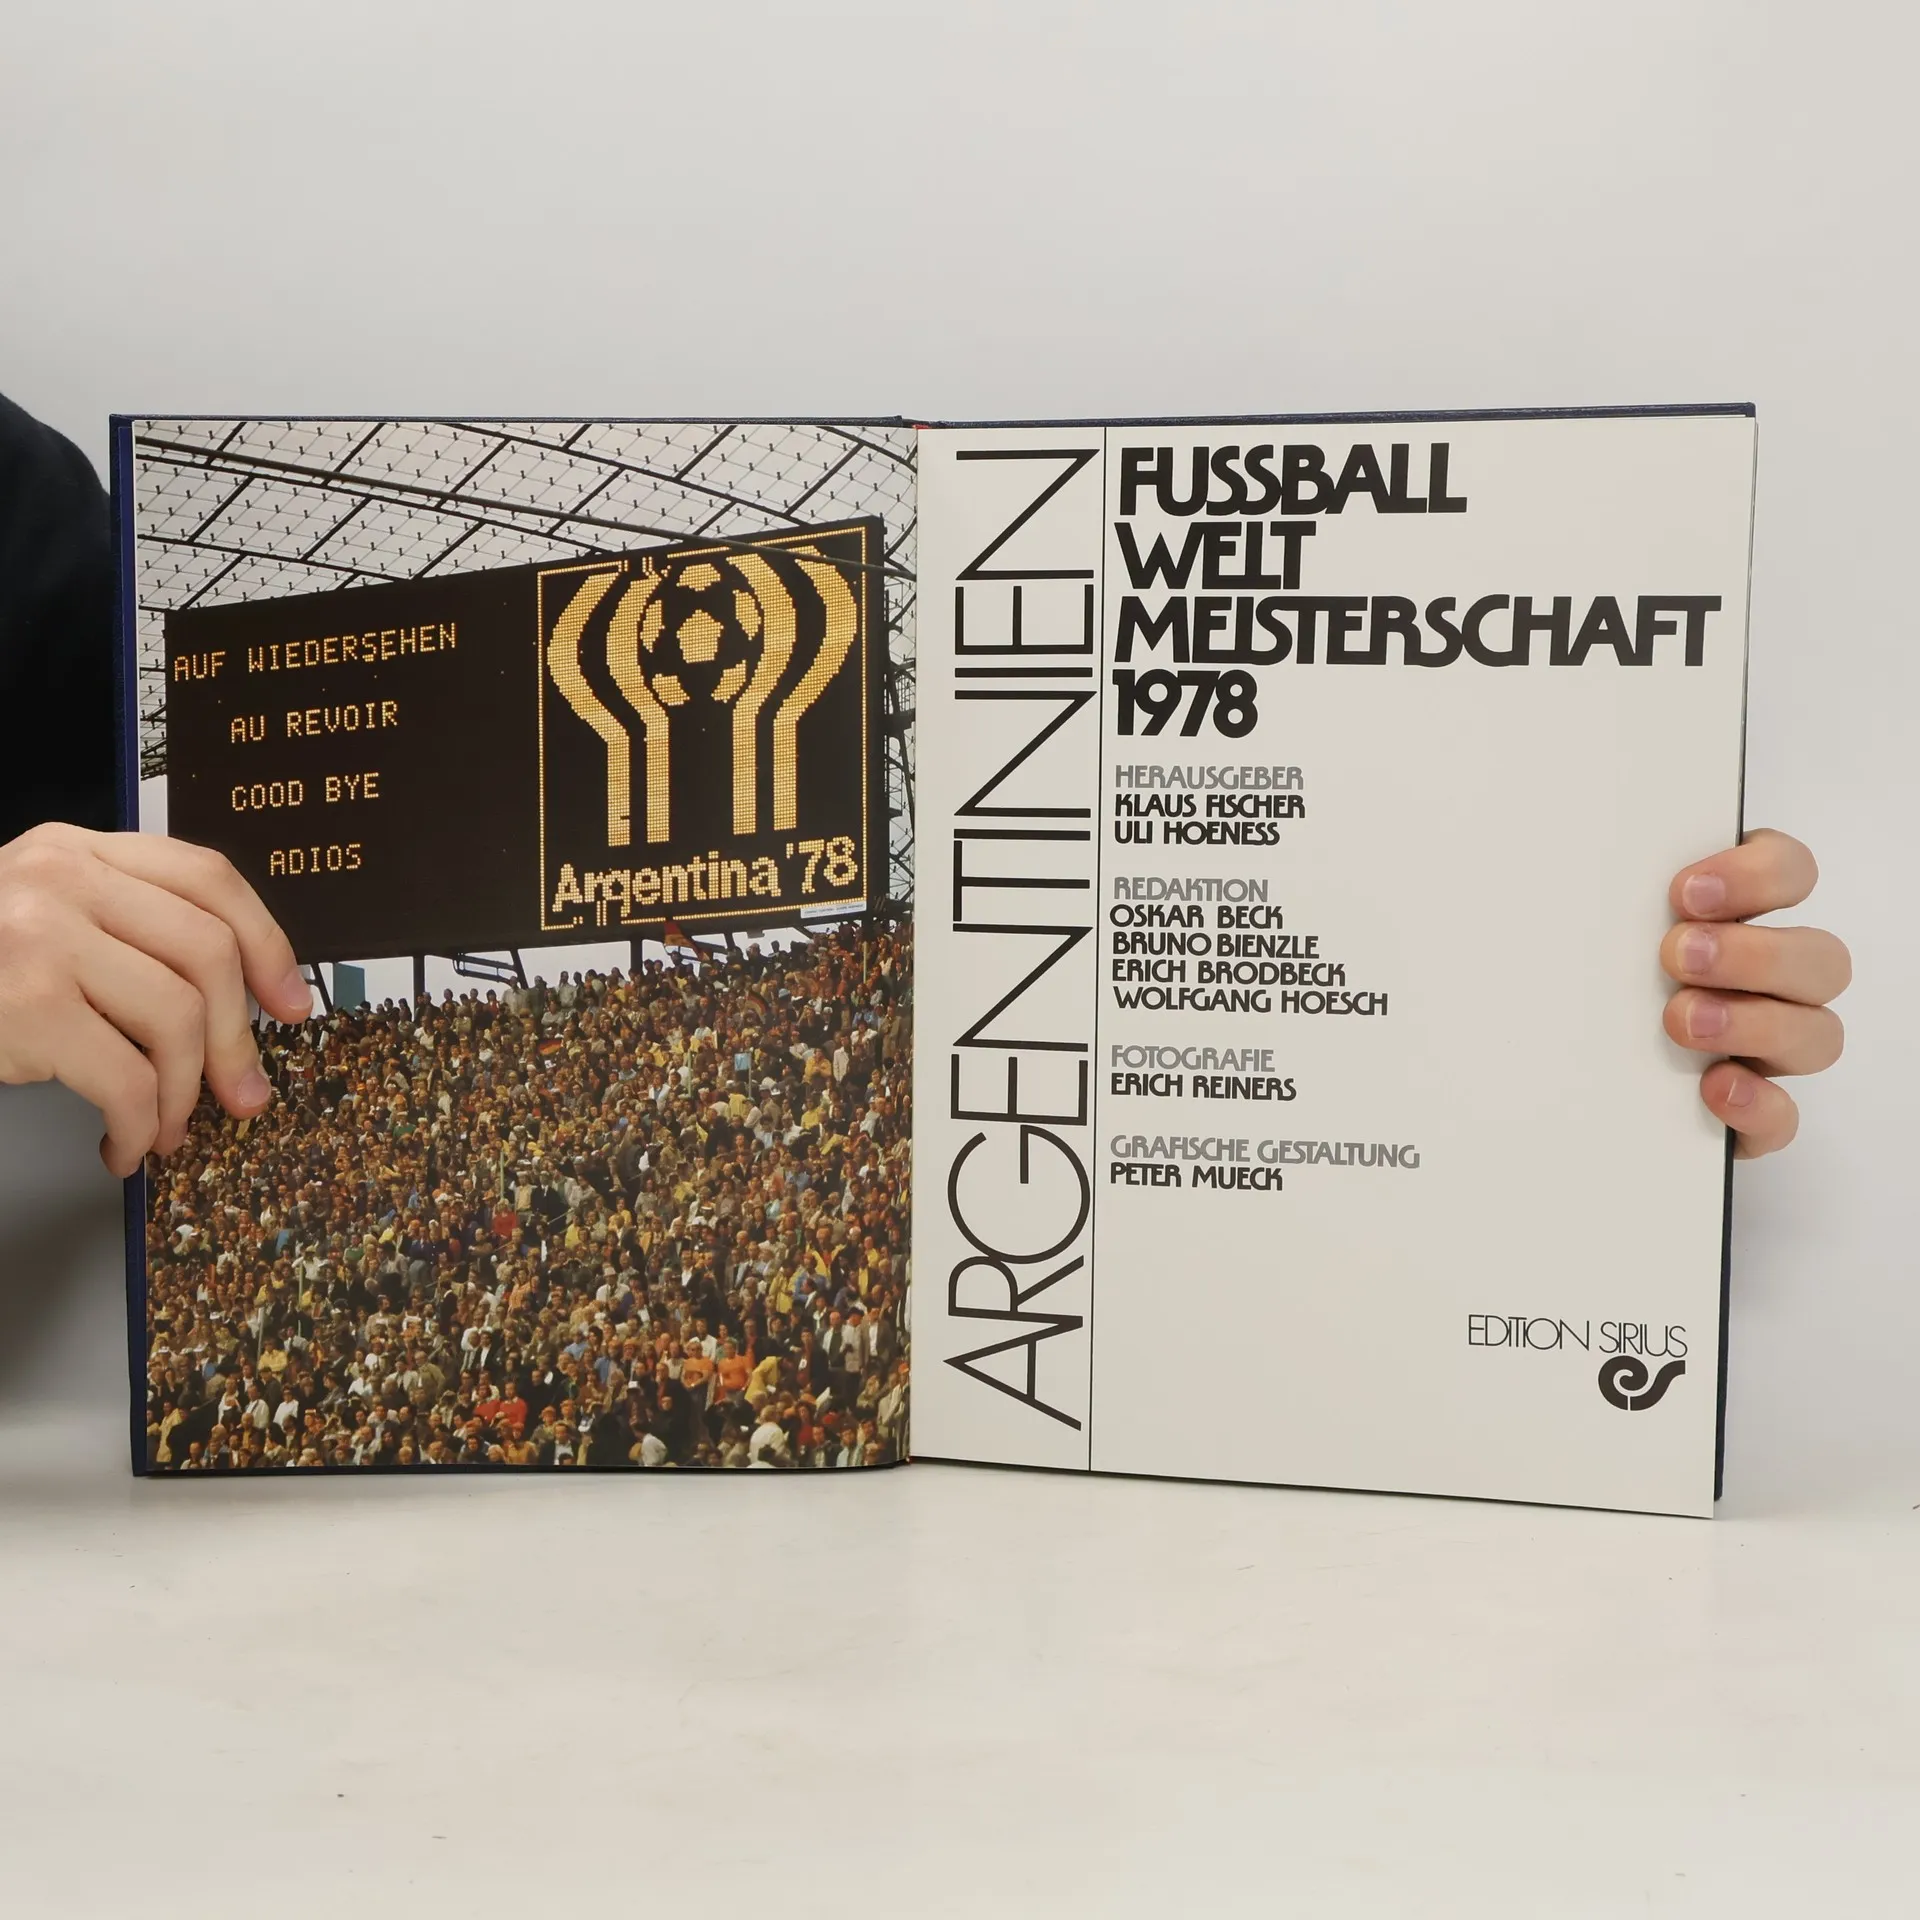 AUF WIEDERSEHEN
AU REVOIR
GOOD BYE
ADIOS
Argentina '78
ARGENTINIEN
FUSSBALL
WELT
MEISTERSCHAFT
1978
HERAUSGEBER
KLAUS FISCHER
ULI HOENESS
REDAKTION
OSKAR BECK
BRUNO BIENZLE
ERICH BRODBECK
WOLFGANG HOESCH
FOTOGRAFIE
ERICH REINERS
GRAFISCHE GESTALTUNG
PETER MUECK
EDITION SIRIUS
es